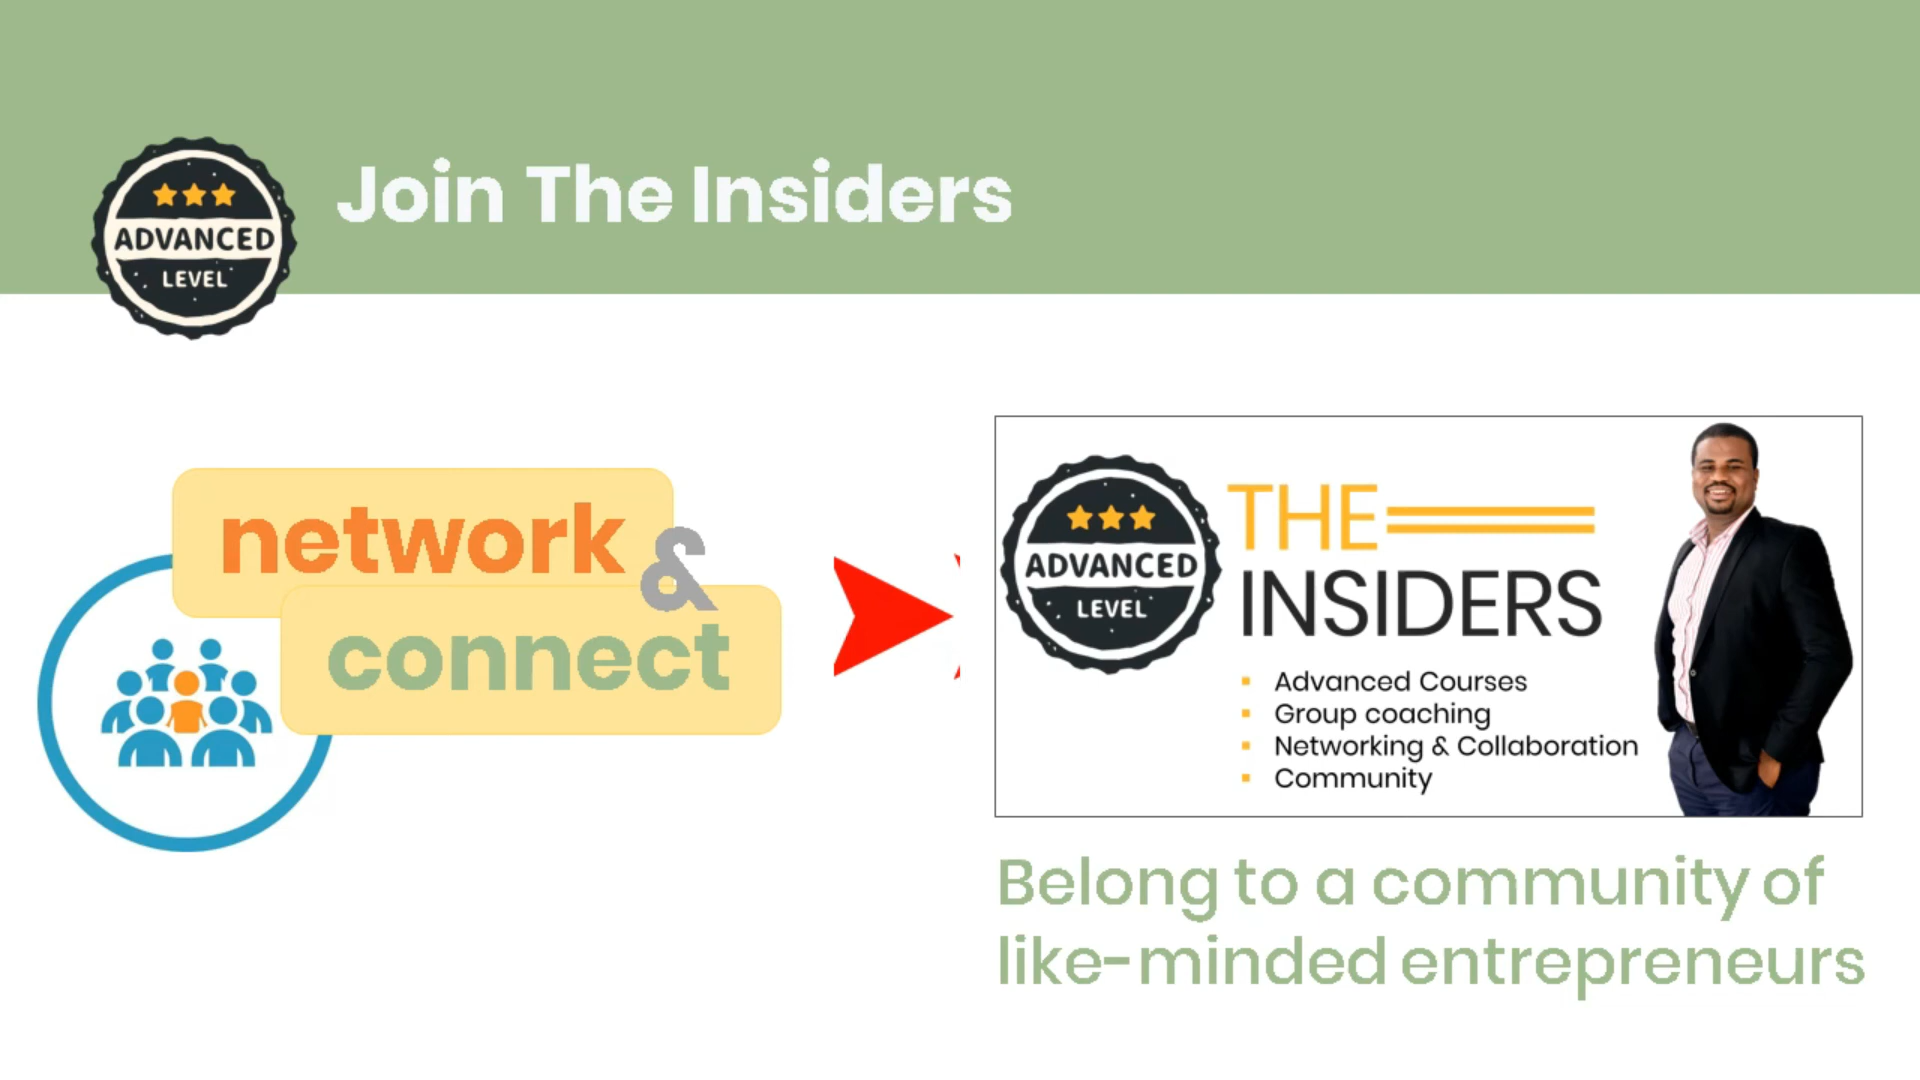 Join The Insiders
ADVANCED
LEVEL
network
&
connect
ADVANCED
LEVEL
THE
INSIDERS
Advanced Courses
Group coaching
Networking & Collaboration
Community
Belong to a community of
like-minded entrepreneurs